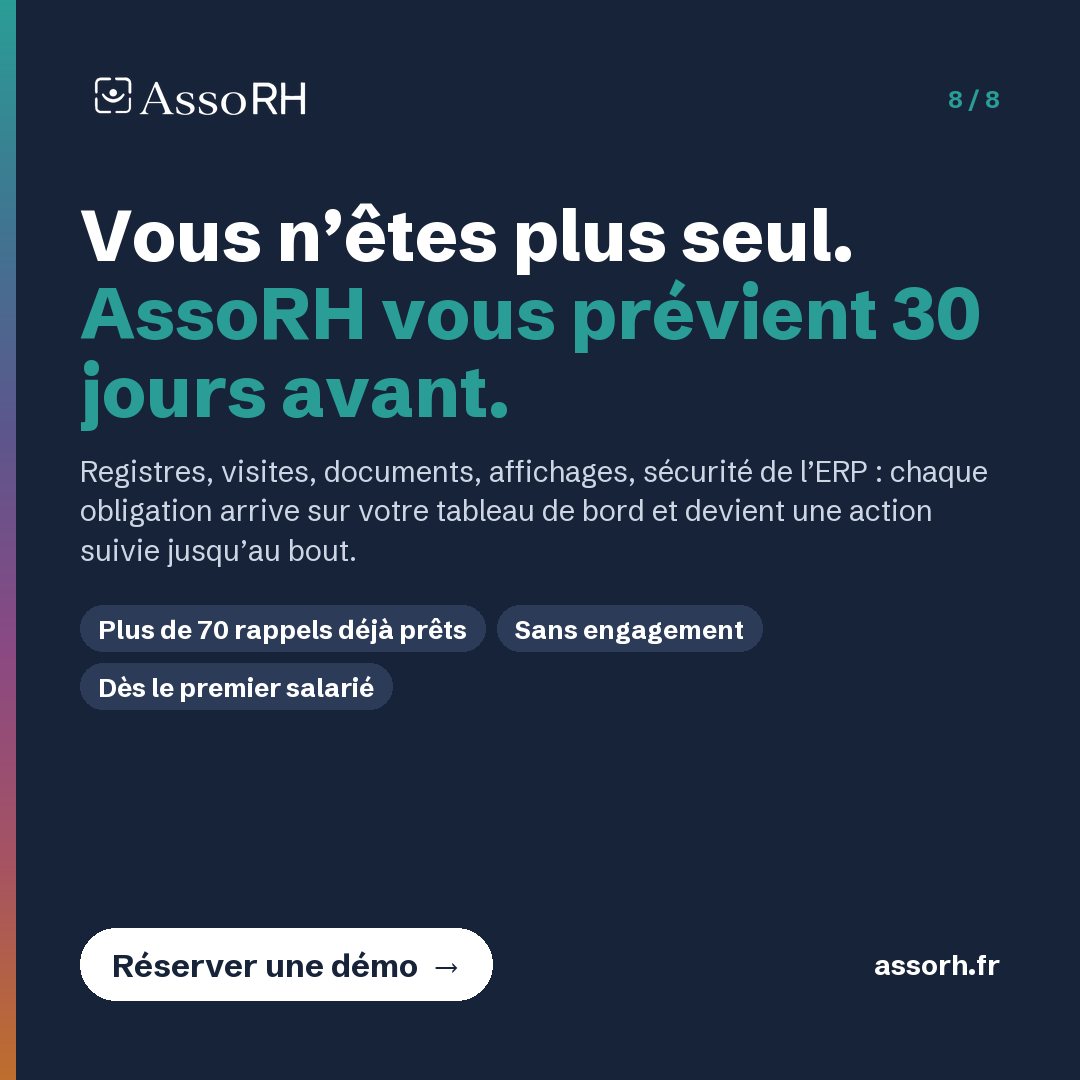 AssoRH
8 / 8
Vous n’êtes plus seul.
AssoRH vous prévient 30
jours avant.
Registres, visites, documents, affichages, sécurité de l’ERP : chaque
obligation arrive sur votre tableau de bord et devient une action
suivie jusqu’au bout.
Plus de 70 rappels déjà prêts
Sans engagement
Dès le premier salarié
Réserver une démo →
assorh.fr